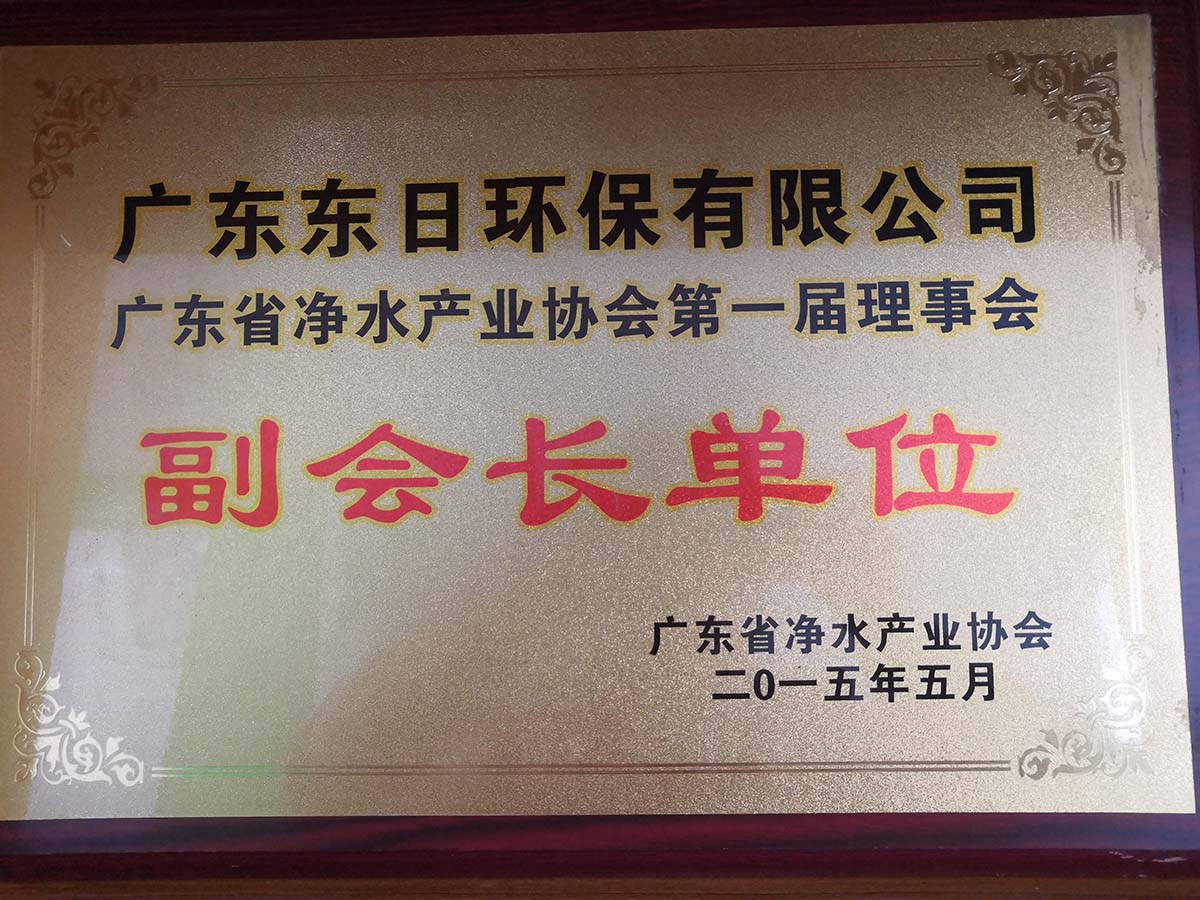 广东东日环保有限公司
广东省净水产业协会第一届理事会
副会长单位
广东省净水产业协会
二0一五年五月